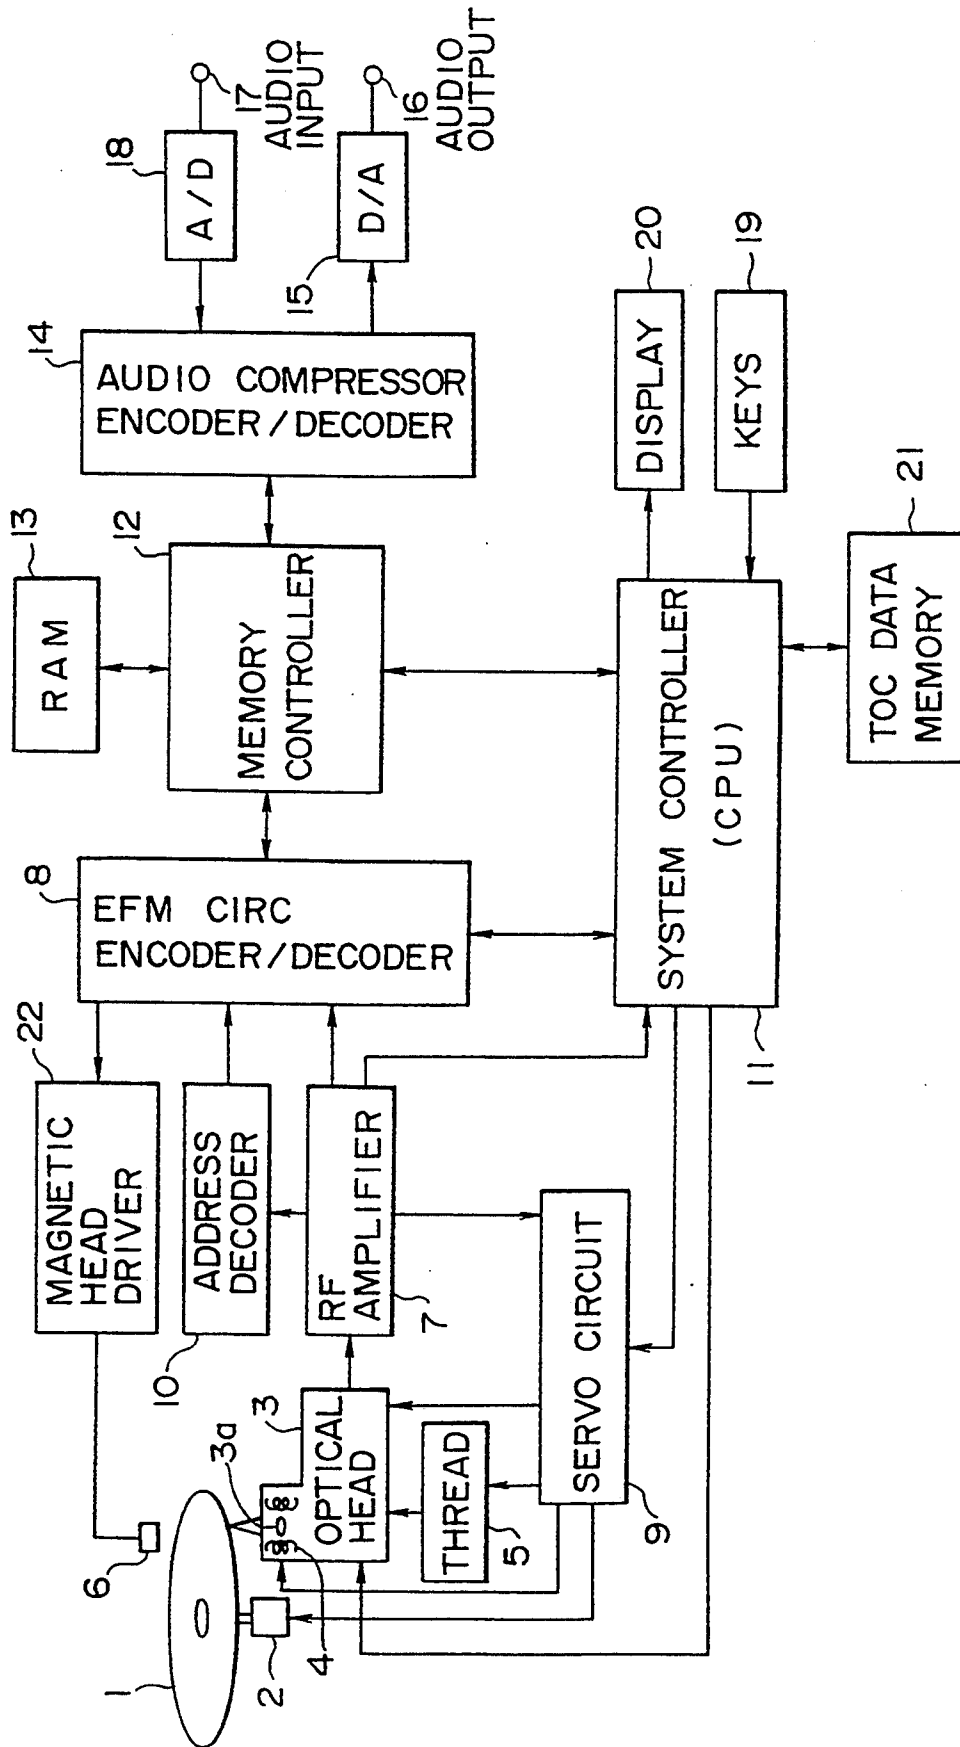 1
2
3
3a
4
5
6
7
8
9
10
11
12
13
14
15
16
17
18
19
20
21
22
MAGNETIC
HEAD
DRIVER
ADDRESS
DECODER
RF
AMPLIFIER
OPTICAL
HEAD
THREAD
SERVO CIRCUIT
EFM CIRC
ENCODER/DECODER
RAM
MEMORY
CONTROLLER
AUDIO COMPRESSOR
ENCODER/DECODER
A/D
D/A
AUDIO
INPUT
AUDIO
OUTPUT
SYSTEM CONTROLLER
(CPU)
DISPLAY
KEYS
TOC DATA
MEMORY